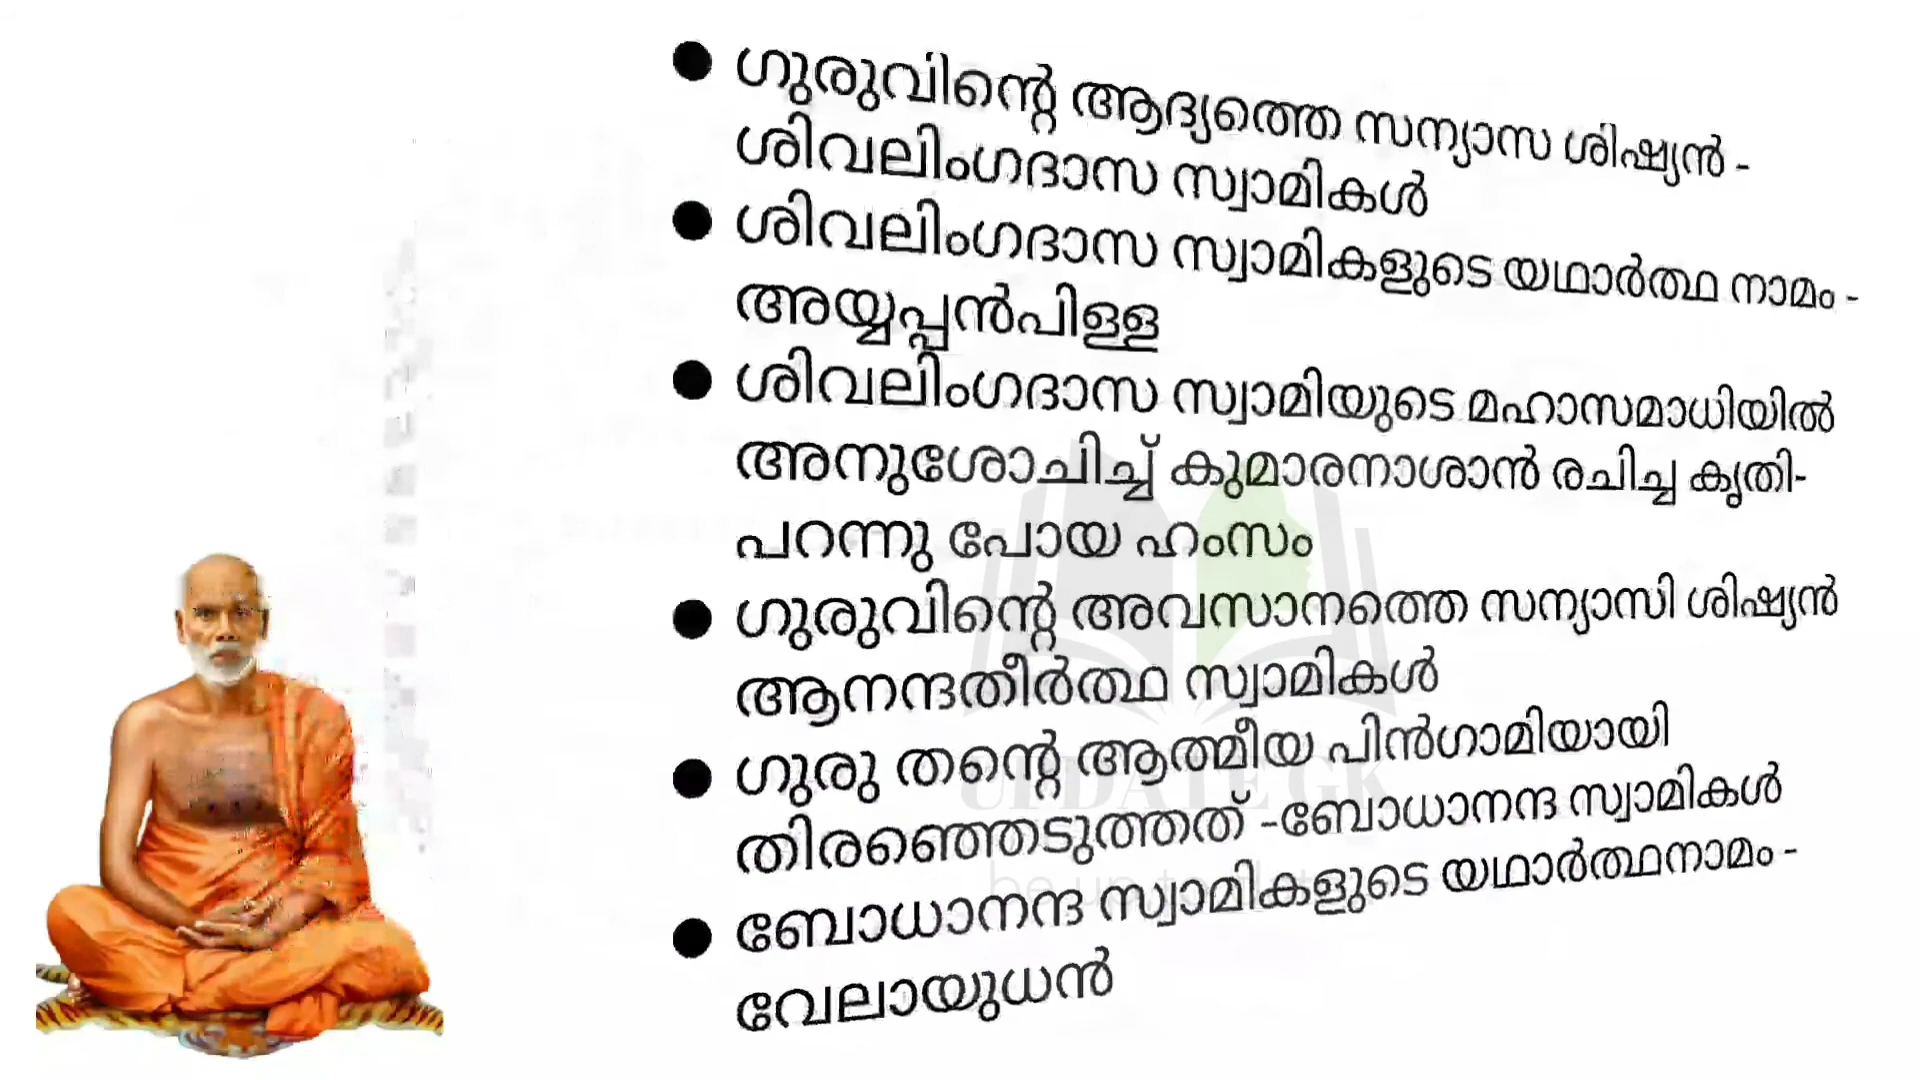 ● ഗുരുവിന്റെ ആദ്യത്തെ സന്യാസ ശിഷ്യൻ -
ശിവലിംഗദാസ സ്വാമികൾ
● ശിവലിംഗദാസ സ്വാമികളുടെ യഥാർത്ഥ നാമം -
അയ്യപ്പൻപിള്ള
● ശിവലിംഗദാസ സ്വാമിയുടെ മഹാസമാധിയിൽ
അനുശോചിച്ച് കുമാരനാശാൻ രചിച്ച കൃതി-
പറന്നു പോയ ഹംസം
● ഗുരുവിന്റെ അവസാനത്തെ സന്യാസി ശിഷ്യൻ
ആനന്ദതീർത്ഥ സ്വാമികൾ
● ഗുരു തന്റെ ആത്മീയ പിൻഗാമിയായി
തിരഞ്ഞെടുത്തത് -ബോധാനന്ദ സ്വാമികൾ
● ബോധാനന്ദ സ്വാമികളുടെ യഥാർത്ഥനാമം -
വേലായുധൻ
UPDATE GK